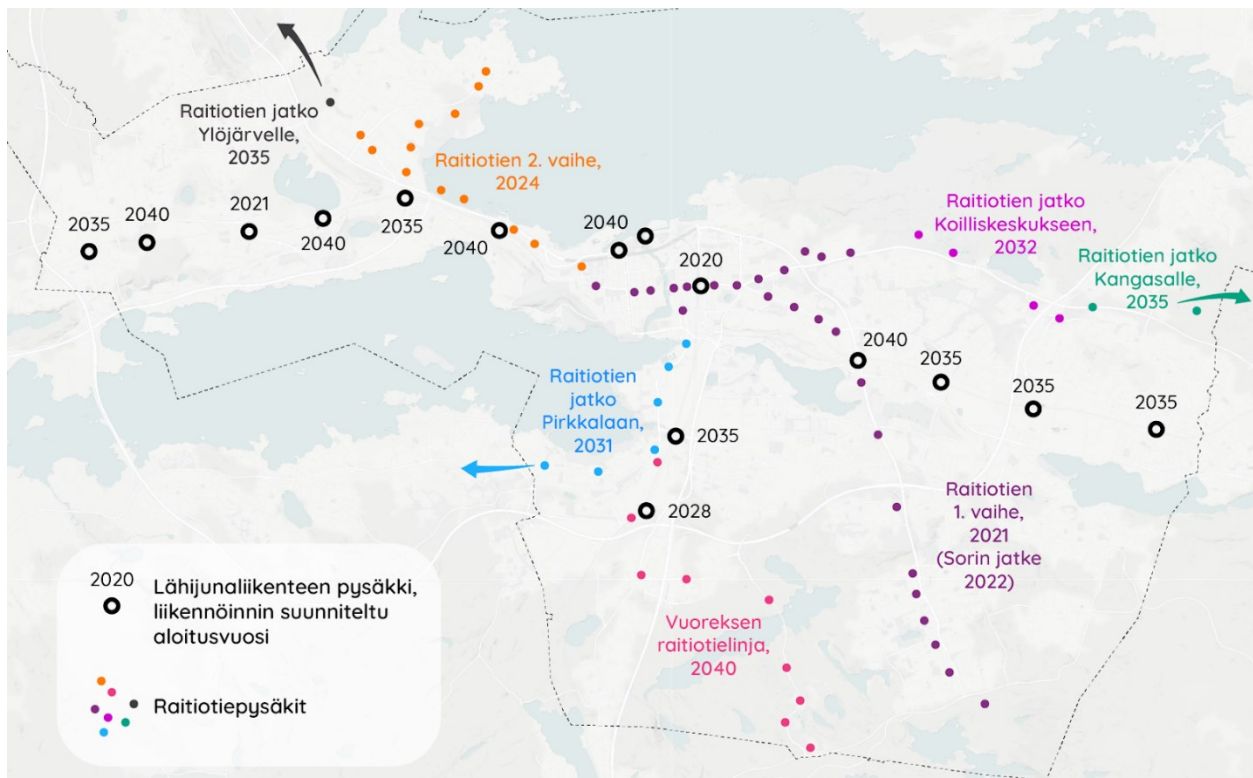 Raitiotien jatko
Ylöjärvelle,
2035
Raitiotien 2. vaihe,
2024
2035
2040
2021
2040
2035
2040
2040
2020
Raitiotien jatko
Koilliskeskukseen,
2032
Raitiotien jatko
Kangasalle,
2035
2040
2035
2035
2035
Raitiotien
jatko
Pirkkalaan,
2031
2035
2028
Raitiotien
1. vaihe,
2021
(Sorin jatke
2022)
Vuoreksen
raitiotielinja,
2040
2020
Lähijunaliikenteen pysäkki,
liikennöinnin suunniteltu
aloitusvuosi
Raitiotiepysäkit